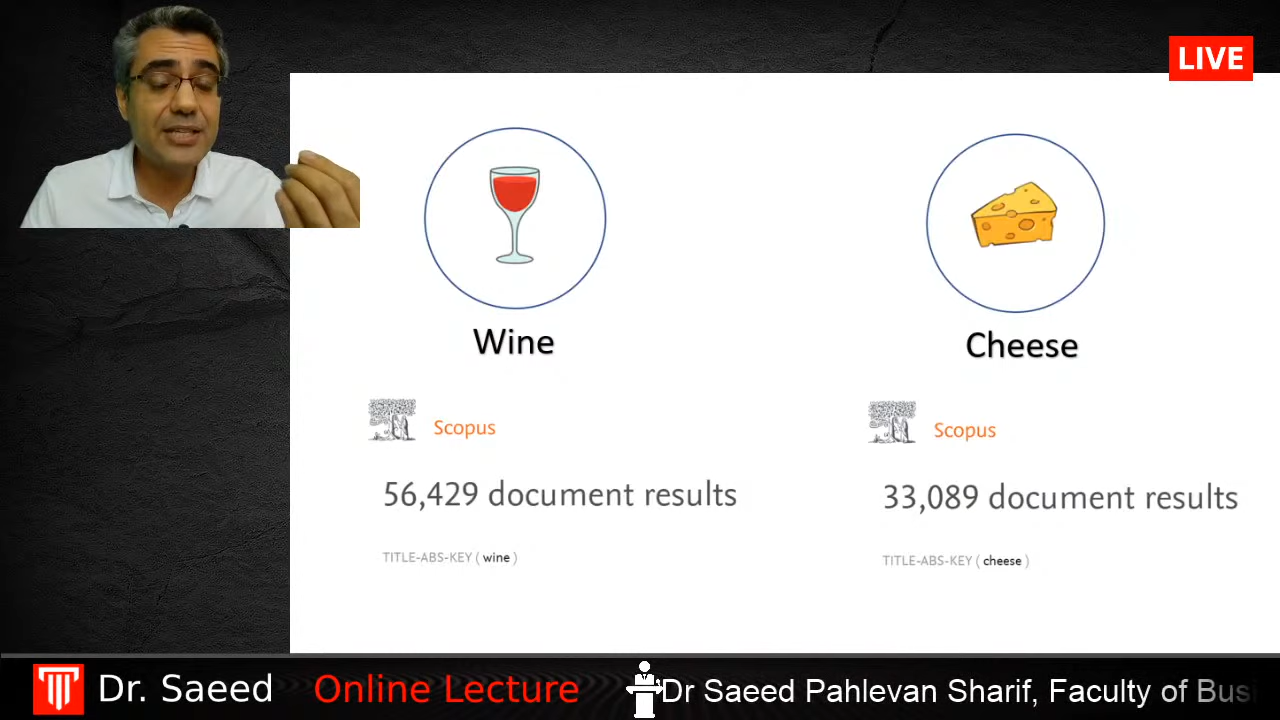 LIVE
Wine
Cheese
Scopus
Scopus
56,429 document results
33,089 document results
TITLE-ABS-KEY ( wine )
TITLE-ABS-KEY ( cheese )
Dr. Saeed
Online Lecture
Dr Saeed Pahlevan Sharif, Faculty of Busi